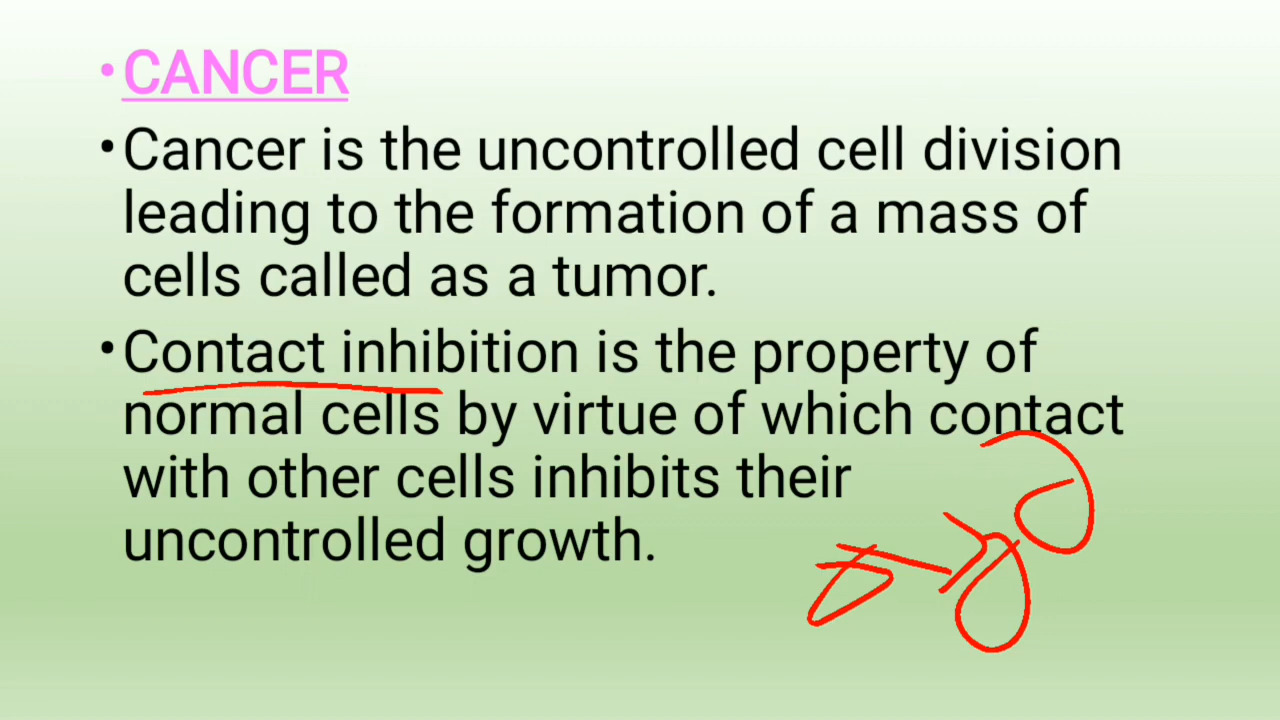 •CANCER
•Cancer is the uncontrolled cell division
leading to the formation of a mass of
cells called as a tumor.
•Contact inhibition is the property of
normal cells by virtue of which contact
with other cells inhibits their
uncontrolled growth.